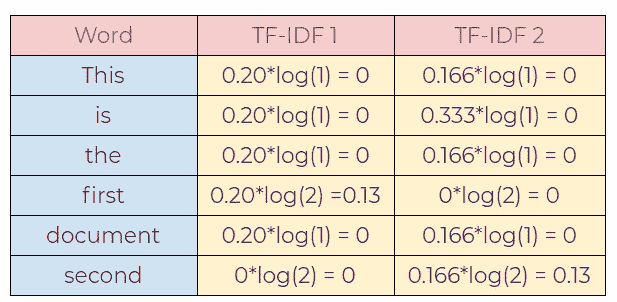 Word TF-IDF 1 TF-IDF 2
This 0.20*log(1) = 0 0.166*log(1) = 0
is 0.20*log(1) = 0 0.333*log(1) = 0
the 0.20*log(1) = 0 0.166*log(1) = 0
first 0.20*log(2) =0.13 0*log(2) = 0
document 0.20*log(1) = 0 0.166*log(1) = 0
second 0*log(2) = 0 0.166*log(2) = 0.13